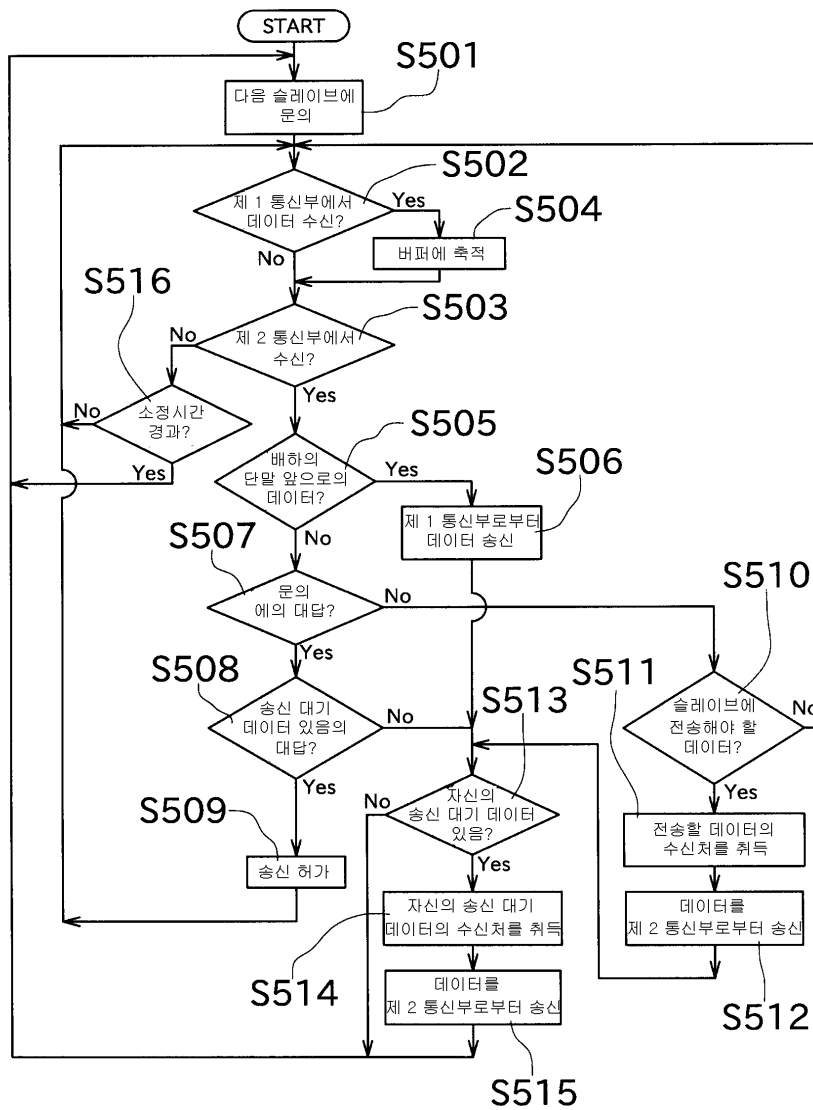 START
S501
다음 슬레이브에
문의
S502
제 1 통신부에서
데이터 수신?
Yes
S504
버퍼에 축적
No
S516
S503
No
제 2 통신부에서
수신?
Yes
No
소정시간
경과?
Yes
S505
배하의
단말 앞으로의
데이터?
Yes
S506
제 1 통신부로부터
데이터 송신
No
S507
문의
에의 대답?
No
Yes
S510
S508
송신 대기
데이터 있음의
대답?
No
Yes
S513
S511
슬레이브에
전송해야 할
데이터?
No
Yes
S509
송신 허가
No
자신의
송신 대기 데이터
있음?
Yes
전송할 데이터의
수신처를 취득
자신의 송신 대기
데이터의 수신처를 취득
S514
데이터를
제 2 통신부로부터 송신
S512
데이터를
제 2 통신부로부터 송신
S515